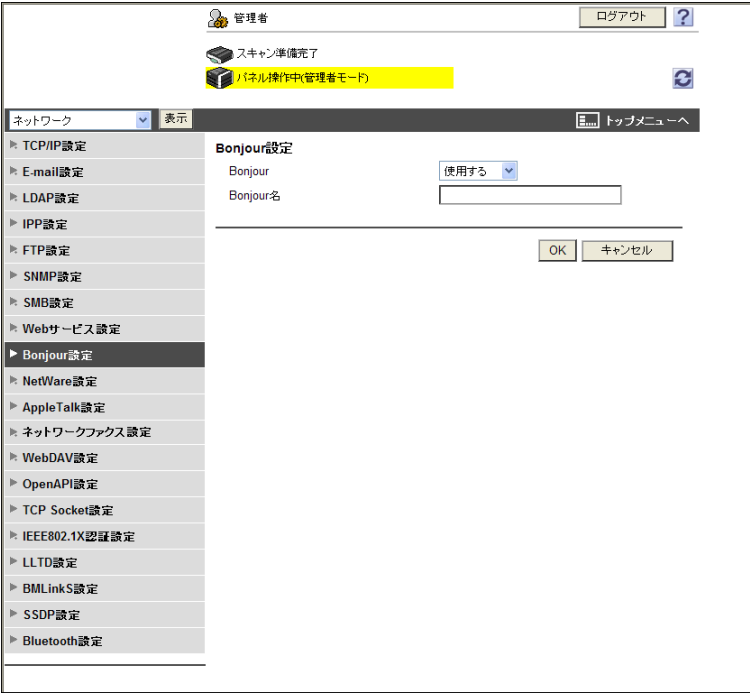 管理者
ログアウト
?
スキャン準備完了
パネル操作中(管理者モード)
ネットワーク
表示
トップメニューへ
TCP/IP設定
E-mail設定
LDAP設定
IPP設定
FTP設定
SNMP設定
SMB設定
Webサービス設定
Bonjour設定
NetWare設定
AppleTalk設定
ネットワークファクス設定
WebDAV設定
OpenAPI設定
TCP Socket設定
IEEE802.1X認証設定
LLTD設定
BMLinkS設定
SSDP設定
Bluetooth設定
Bonjour設定
Bonjour
使用する
Bonjour名
OK
キャンセル